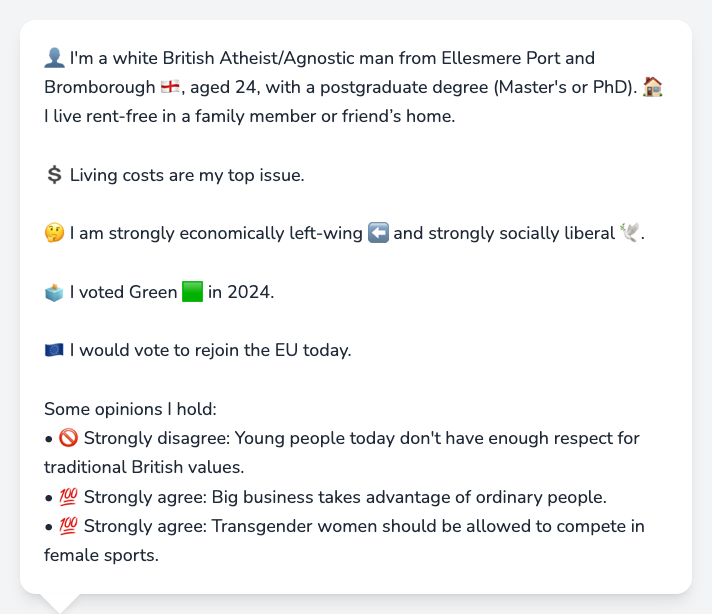 👤 I'm a white British Atheist/Agnostic man from Ellesmere Port and
Bromborough 🏴󠁧󠁢󠁥󠁮󠁧󠁿, aged 24, with a postgraduate degree (Master's or PhD). 🏠
I live rent-free in a family member or friend’s home.
💲 Living costs are my top issue.
🤔 I am strongly economically left-wing ⬅️ and strongly socially liberal 🕊️.
🗳️ I voted Green 🟩 in 2024.
🇪🇺 I would vote to rejoin the EU today.
Some opinions I hold:
• 🚫 Strongly disagree: Young people today don't have enough respect for
traditional British values.
• 💯 Strongly agree: Big business takes advantage of ordinary people.
• 💯 Strongly agree: Transgender women should be allowed to compete in
female sports.